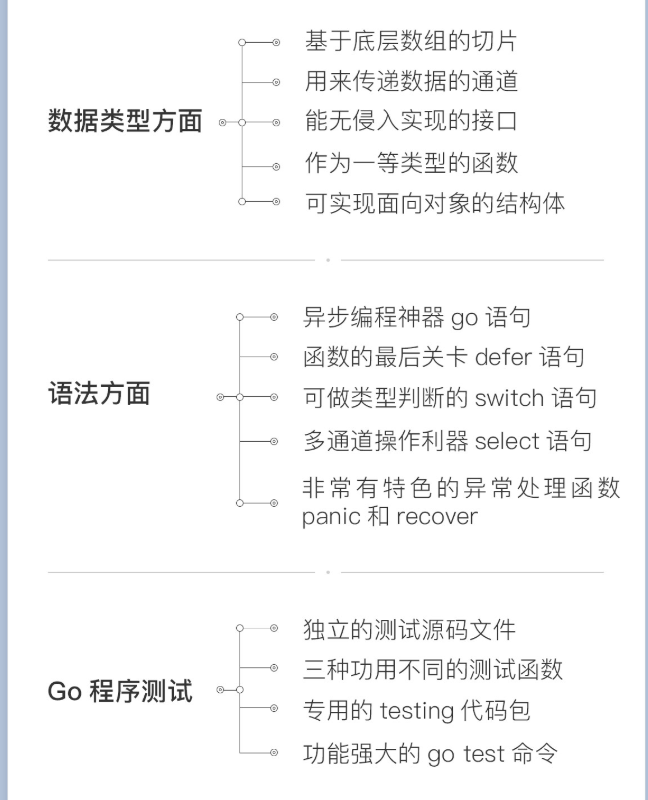 数据类型方面
基于底层数组的切片
用来传递数据的通道
能无侵入实现的接口
作为一等类型的函数
可实现面向对象的结构体
语法方面
异步编程神器 go 语句
函数的最后关卡 defer 语句
可做类型判断的 switch 语句
多通道操作利器 select 语句
非常有特色的异常处理函数
panic 和 recover
Go 程序测试
独立的测试源码文件
三种功用不同的测试函数
专用的 testing 代码包
功能强大的 go test 命令